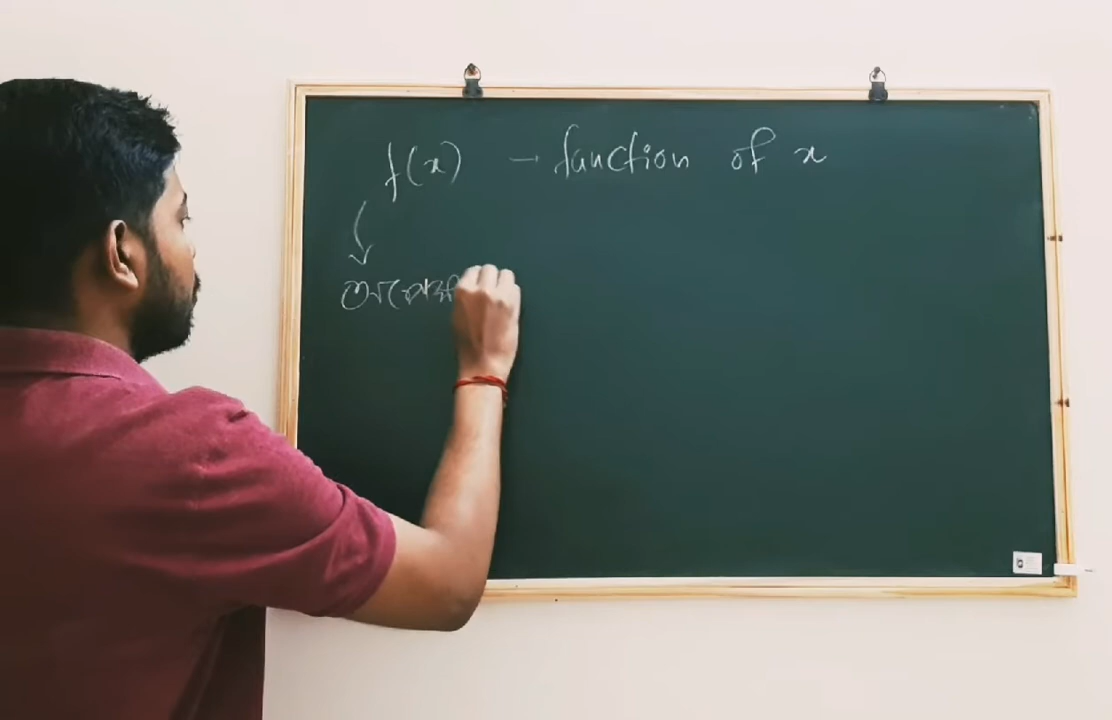 f(x) → function of x